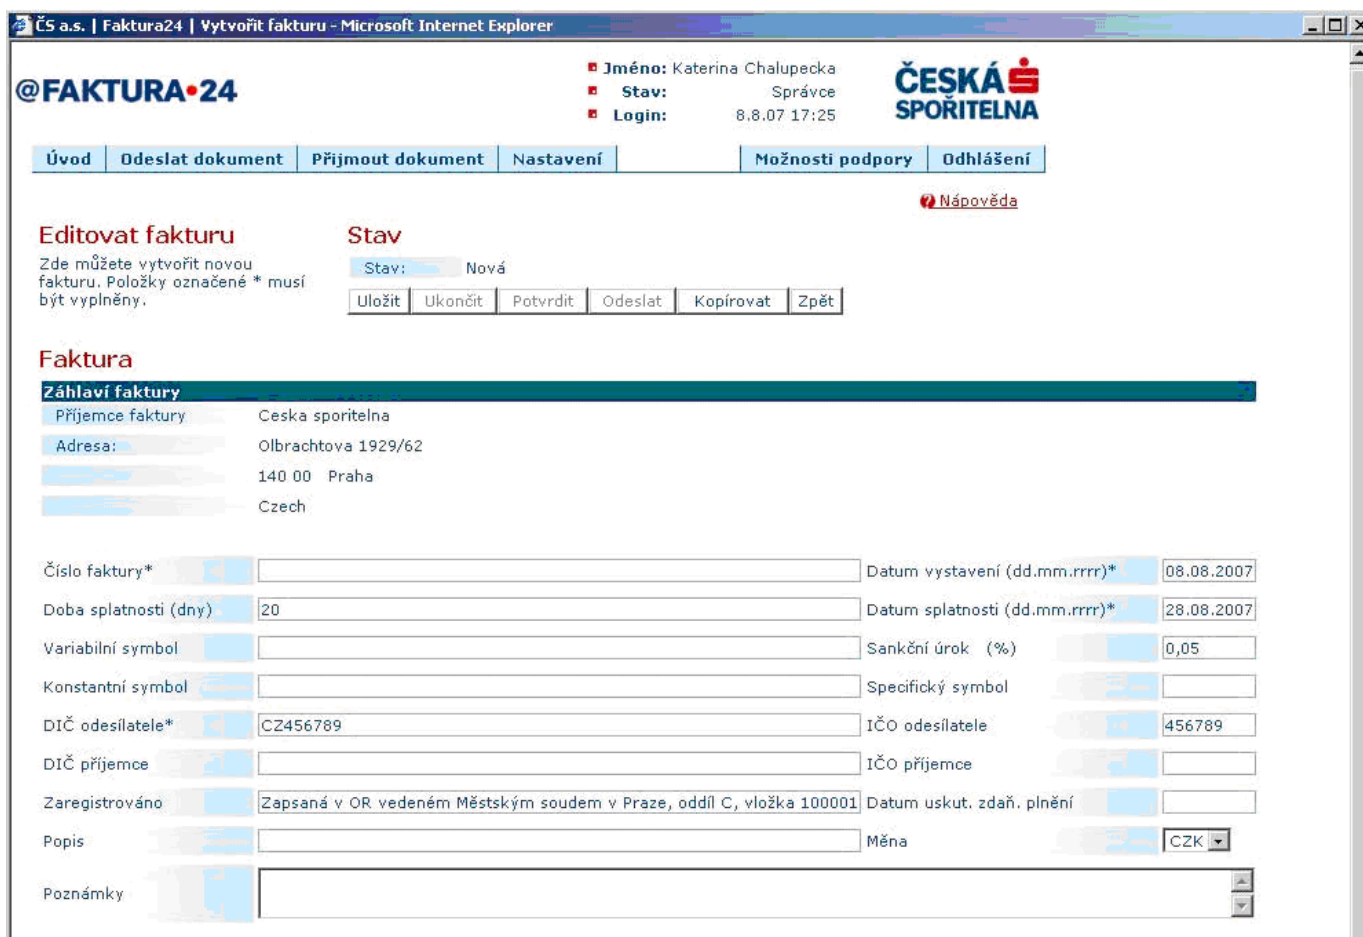 ČS a.s. | Faktura24 | Vytvořit fakturu - Microsoft Internet Explorer
@FAKTURA•24
Jméno: Katerina Chalupecka
Stav: Správce
Login: 8.8.07 17:25
ČESKÁ
SPOŘITELNA
Úvod Odeslat dokument Přijmout dokument Nastavení Možnosti podpory Odhlášení
Nápověda
Editovat fakturu
Zde můžete vytvořit novou
fakturu. Položky označené * musí
být vyplněny.
Stav
Stav: Nová
Uložit Ukončit Potvrdit Odeslat Kopírovat Zpět
Faktura
Záhlaví faktury
Příjemce faktury Ceska sporitelna
Adresa: Olbrachtova 1929/62
140 00 Praha
Czech
Číslo faktury* Datum vystavení (dd.mm.rrrr)* 08.08.2007
Doba splatnosti (dny) 20 Datum splatnosti (dd.mm.rrrr)* 28.08.2007
Variabilní symbol Sankční úrok (%) 0,05
Konstantní symbol Specifický symbol
DIČ odesílatele* CZ456789 IČO odesílatele 456789
DIČ příjemce IČO příjemce
Zaregistrováno Zapsaná v OR vedeném Městským soudem v Praze, oddíl C, vložka 100001 Datum uskut. zdaň. plnění
Popis Měna CZK
Poznámky